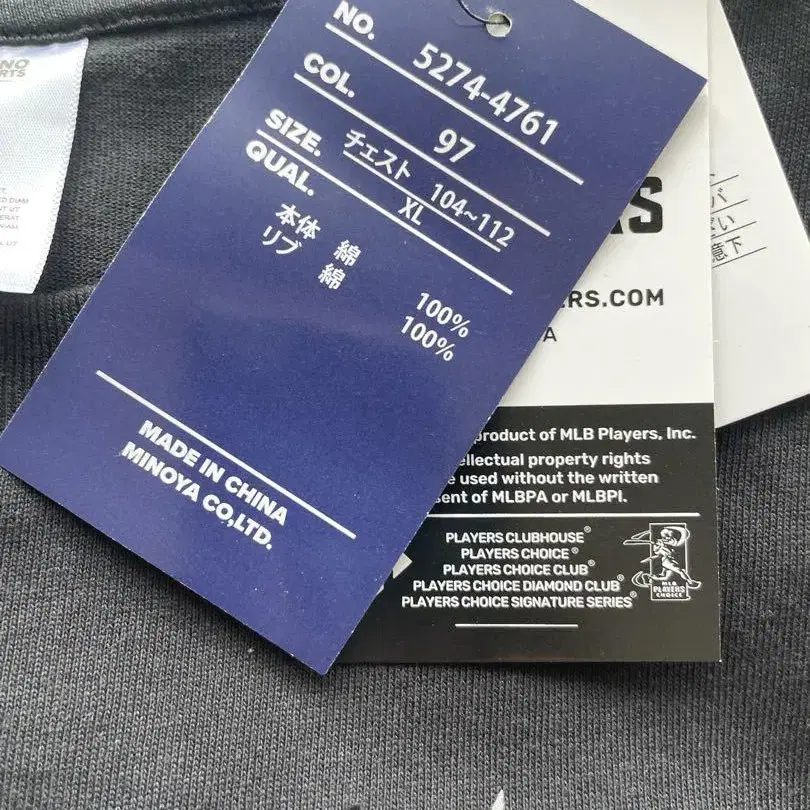 NO. 5274-4761
COL. 97
SIZE. チェスト 104~112
XL
QUAL.
本体 綿 100%
リブ 綿 100%
MADE IN CHINA
MINOYA CO,LTD.
RS.COM
A
product of MLB Players, Inc.
ellectual property rights
used without the written
sent of MLBPA or MLBPI.
PLAYERS CLUBHOUSE®
PLAYERS CHOICE®
PLAYERS CHOICE CLUB®
PLAYERS CHOICE DIAMOND CLUB®
PLAYERS CHOICE SIGNATURE SERIES®
MLB
PLAYERS
CHOICE